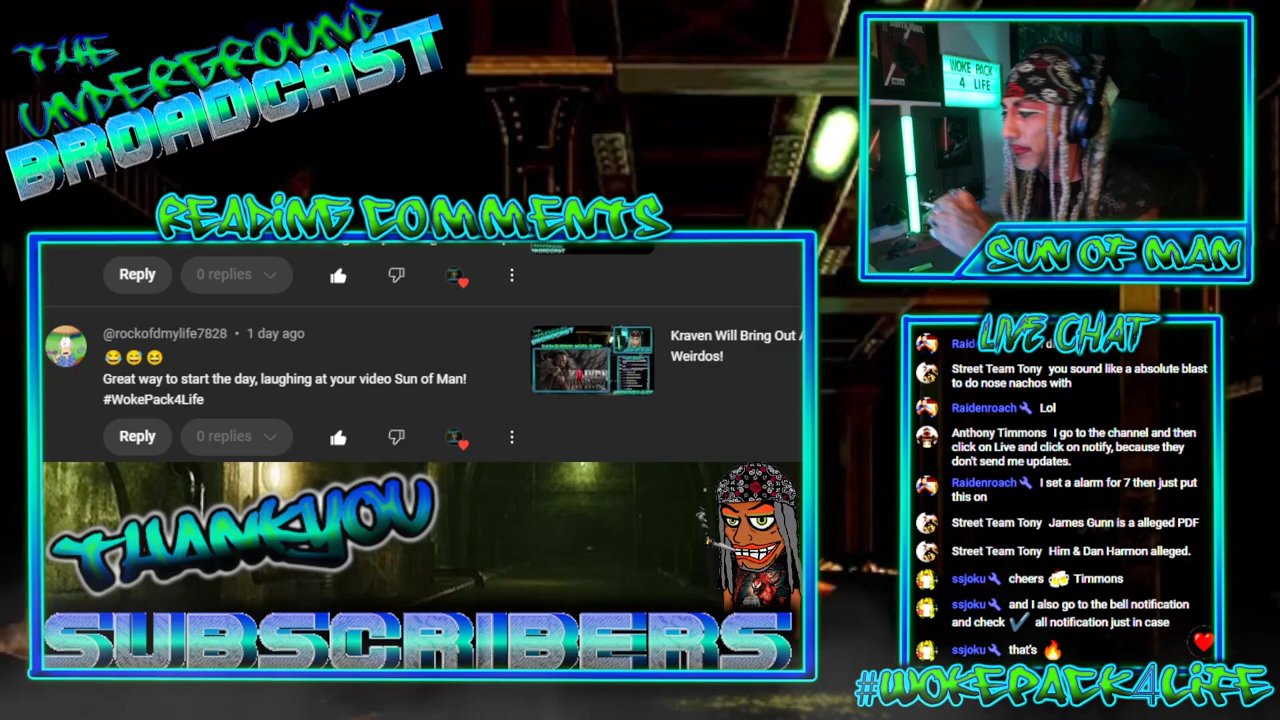 THE
UNDERGROUND
BROADCAST
WOKE PACK
4 LIFE
SUN OF MAN
READING COMMENTS
Reply
0 replies
@rockofdmylife7828 • 1 day ago
😂 😅 😆
Great way to start the day, laughing at your video Sun of Man!
#WokePack4Life
Kraven Will Bring Out
Weirdos!
Reply
0 replies
THANKYOU
SUBSCRIBERS
LIVE CHAT
Street Team Tony you sound like a absolute blast
to do nose nachos with
Raidenroach Lol
Anthony Timmons I go to the channel and then
click on Live and click on notify, because they
don't send me updates.
Raidenroach I set a alarm for 7 then just put
this on
Street Team Tony James Gunn is a alleged PDF
Street Team Tony Him & Dan Harmon alleged.
ssjoku cheers 🍻 Timmons
ssjoku and I also go to the bell notification
and check ✔️ all notification just in case
ssjoku that's 🔥
#WOKEPACK4LIFE